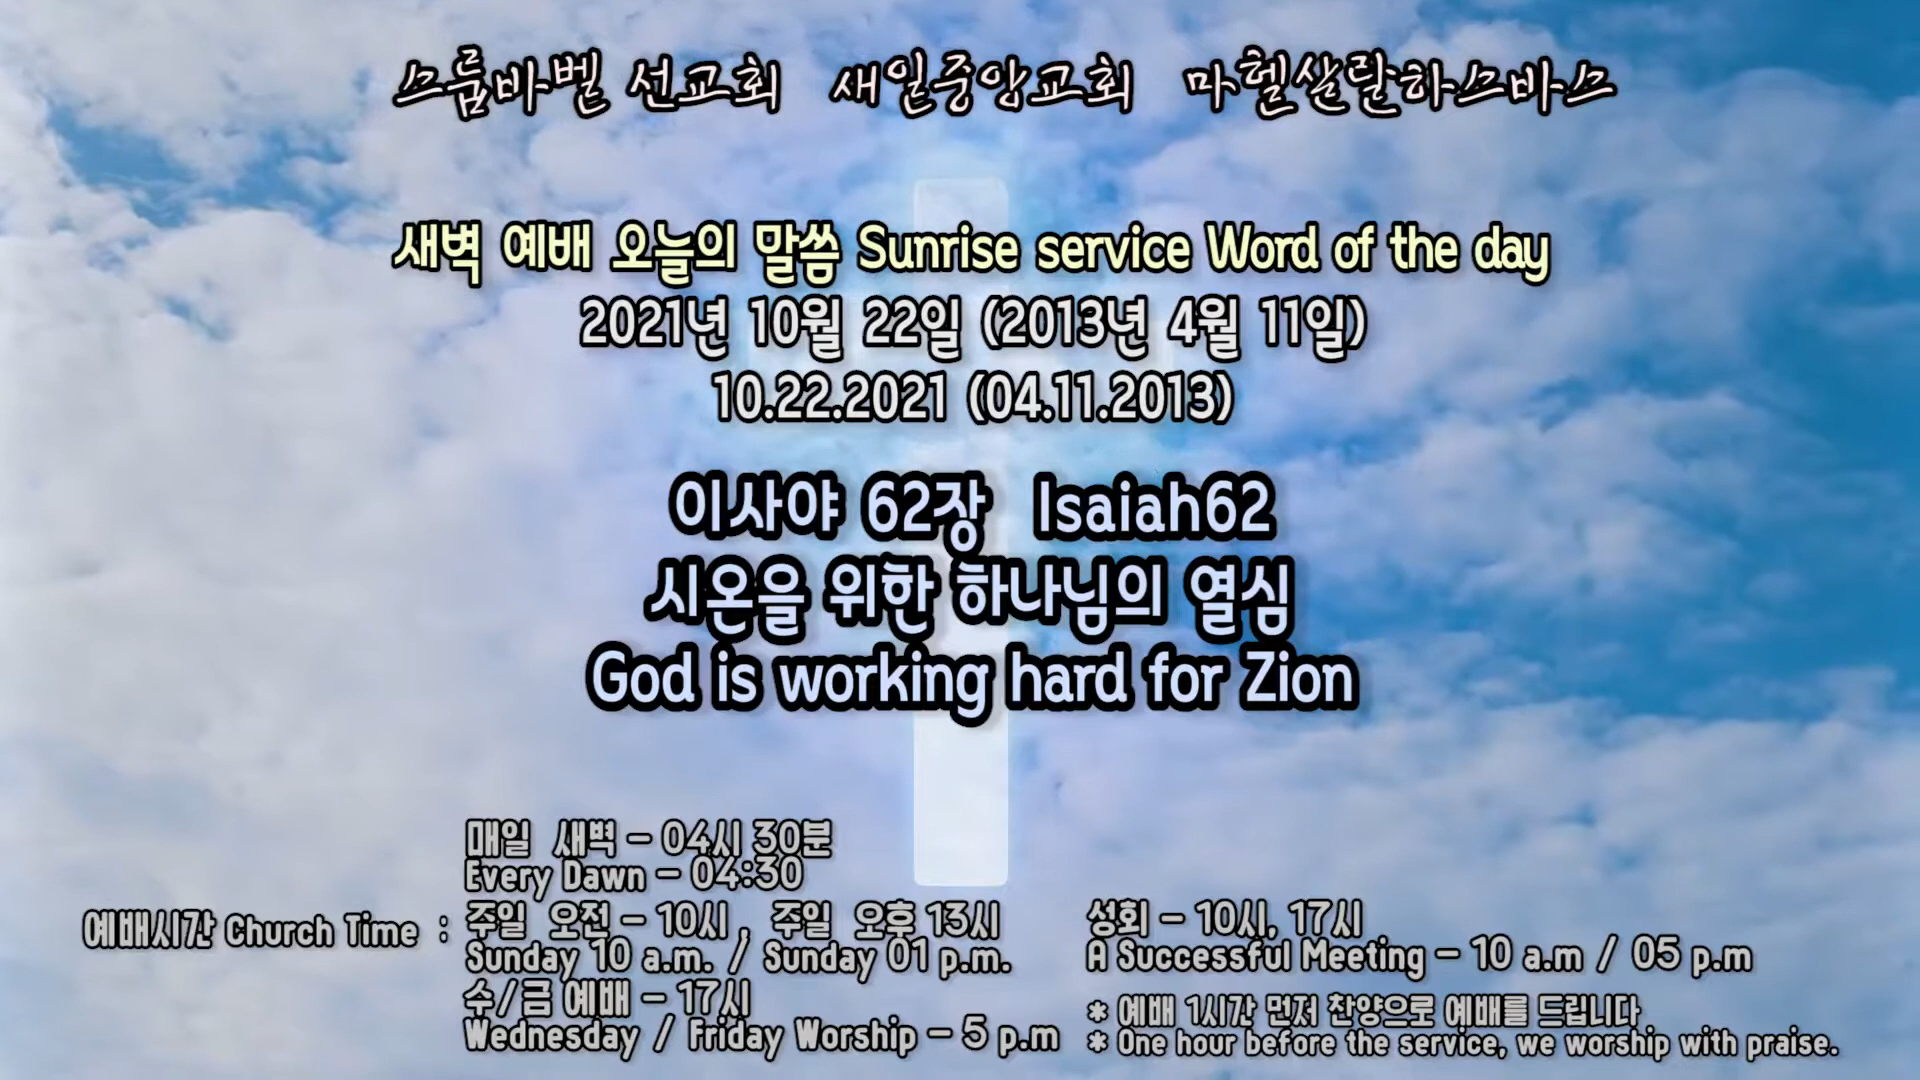 스룹바벨 선교회 새일중앙교회 마헬살랄하스바스
새벽 예배 오늘의 말씀 Sunrise service Word of the day
2021년 10월 22일 (2013년 4월 11일)
10.22.2021 (04.11.2013)
이사야 62장 Isaiah62
시온을 위한 하나님의 열심
God is working hard for Zion
매일 새벽 - 04시 30분
Every Dawn - 04:30
예배시간 Church Time :
주일 오전 - 10시, 주일 오후 13시
Sunday 10 a.m. / Sunday 01 p.m.
수/금 예배 - 17시
Wednesday / Friday Worship - 5 p.m
성회 - 10시, 17시
A Successful Meeting - 10 a.m / 05 p.m
* 예배 1시간 먼저 찬양으로 예배를 드립니다
* One hour before the service, we worship with praise.